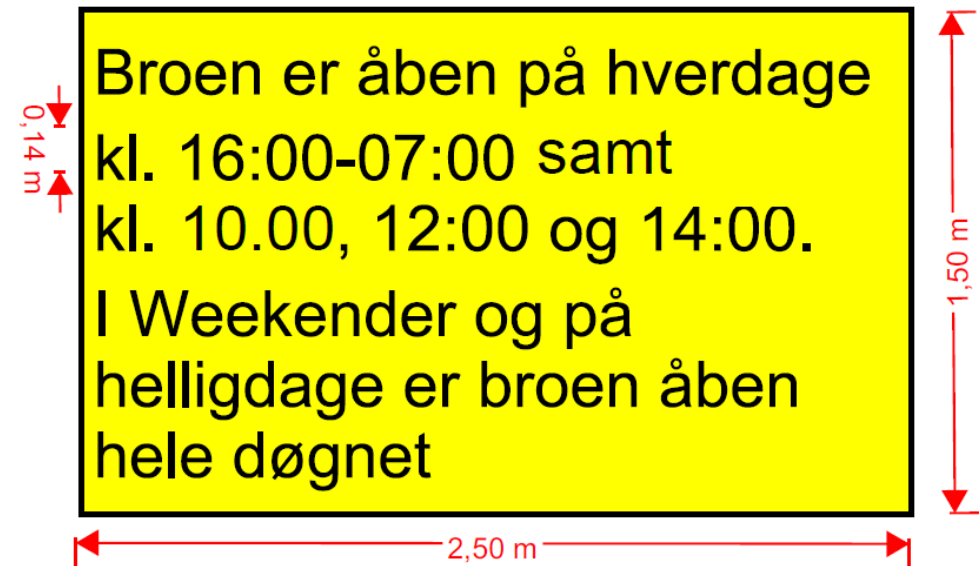 Broen er åben på hverdage
kl. 16:00-07:00 samt
kl. 10.00, 12:00 og 14:00.
I Weekender og på
helligdage er broen åben
hele døgnet
0,14 m
1,50 m
2,50 m